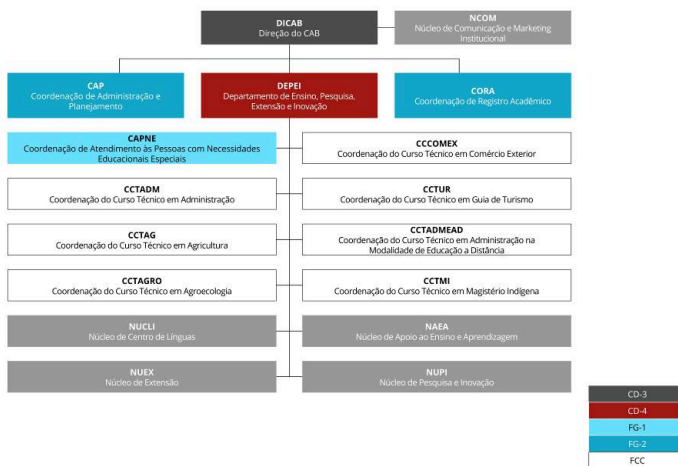 DICAB
Direção do CAB
NCOM
Núcleo de Comunicação e Marketing
Institucional
CAP
Coordenação de Administração e
Planejamento
DEPEI
Departamento de Ensino, Pesquisa,
Extensão e Inovação
CORA
Coordenação de Registro Acadêmico
CAPNE
Coordenação de Atendimento às Pessoas com Necessidades
Educacionais Especiais
CCCOMEX
Coordenação do Curso Técnico em Comércio Exterior
CCTADM
Coordenação do Curso Técnico em Administração
CCTUR
Coordenação do Curso Técnico em Guia de Turismo
CCTAG
Coordenação do Curso Técnico em Agricultura
CCTADMEAD
Coordenação do Curso Técnico em Administração na
Modalidade de Educação a Distância
CCTAGRO
Coordenação do Curso Técnico em Agroecologia
CCTMI
Coordenação do Curso Técnico em Magistério Indígena
NUCLI
Núcleo de Centro de Línguas
NAEA
Núcleo de Apoio ao Ensino e Aprendizagem
NUEX
Núcleo de Extensão
NUPI
Núcleo de Pesquisa e Inovação
CD-3
CD-4
FG-1
FG-2
FCC